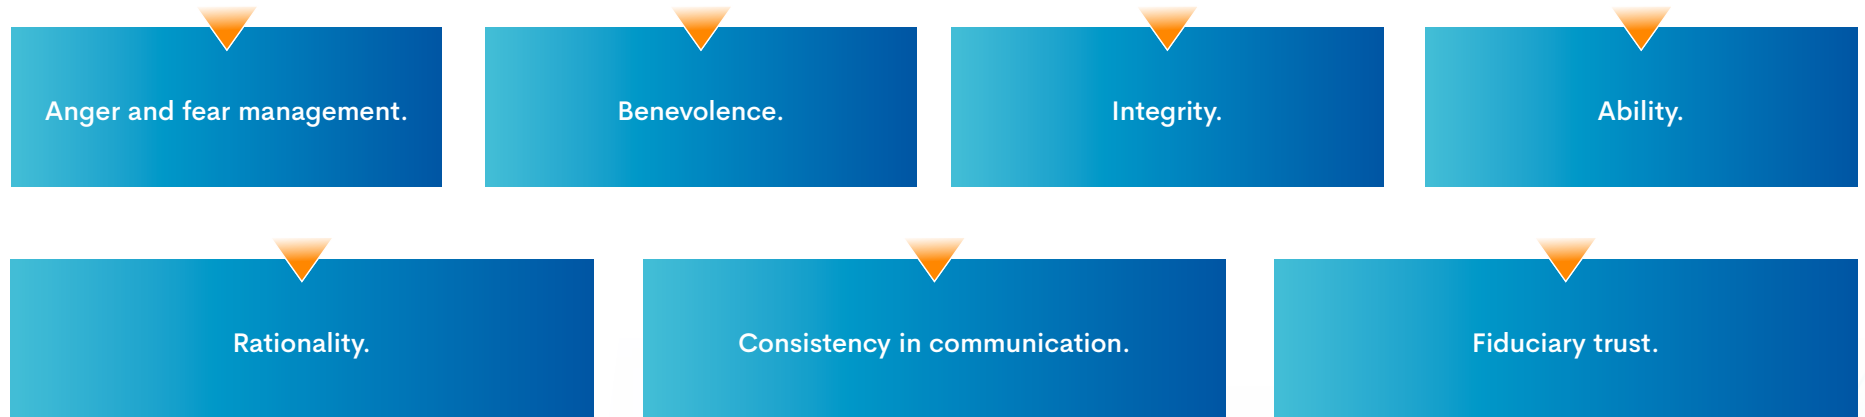 Anger and fear management.
Benevolence.
Integrity.
Ability.
Rationality.
Consistency in communication.
Fiduciary trust.